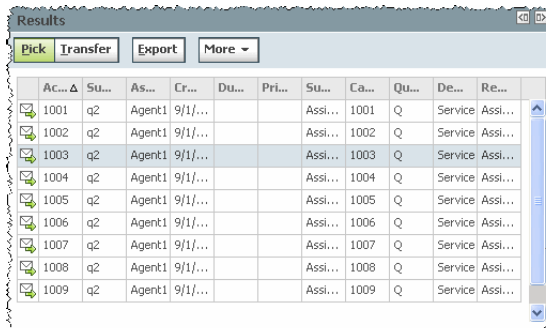 Results
Pick Transfer Export More
Ac... Su... As... Cr... Du... Pri... Su... Ca... Qu... De... Re...
1001 q2 Agent1 9/1/... Assi... 1001 Q Service Assi...
1002 q2 Agent1 9/1/... Assi... 1002 Q Service Assi...
1003 q2 Agent1 9/1/... Assi... 1003 Q Service Assi...
1004 q2 Agent1 9/1/... Assi... 1004 Q Service Assi...
1005 q2 Agent1 9/1/... Assi... 1005 Q Service Assi...
1006 q2 Agent1 9/1/... Assi... 1006 Q Service Assi...
1007 q2 Agent1 9/1/... Assi... 1007 Q Service Assi...
1008 q2 Agent1 9/1/... Assi... 1008 Q Service Assi...
1009 q2 Agent1 9/1/... Assi... 1009 Q Service Assi...